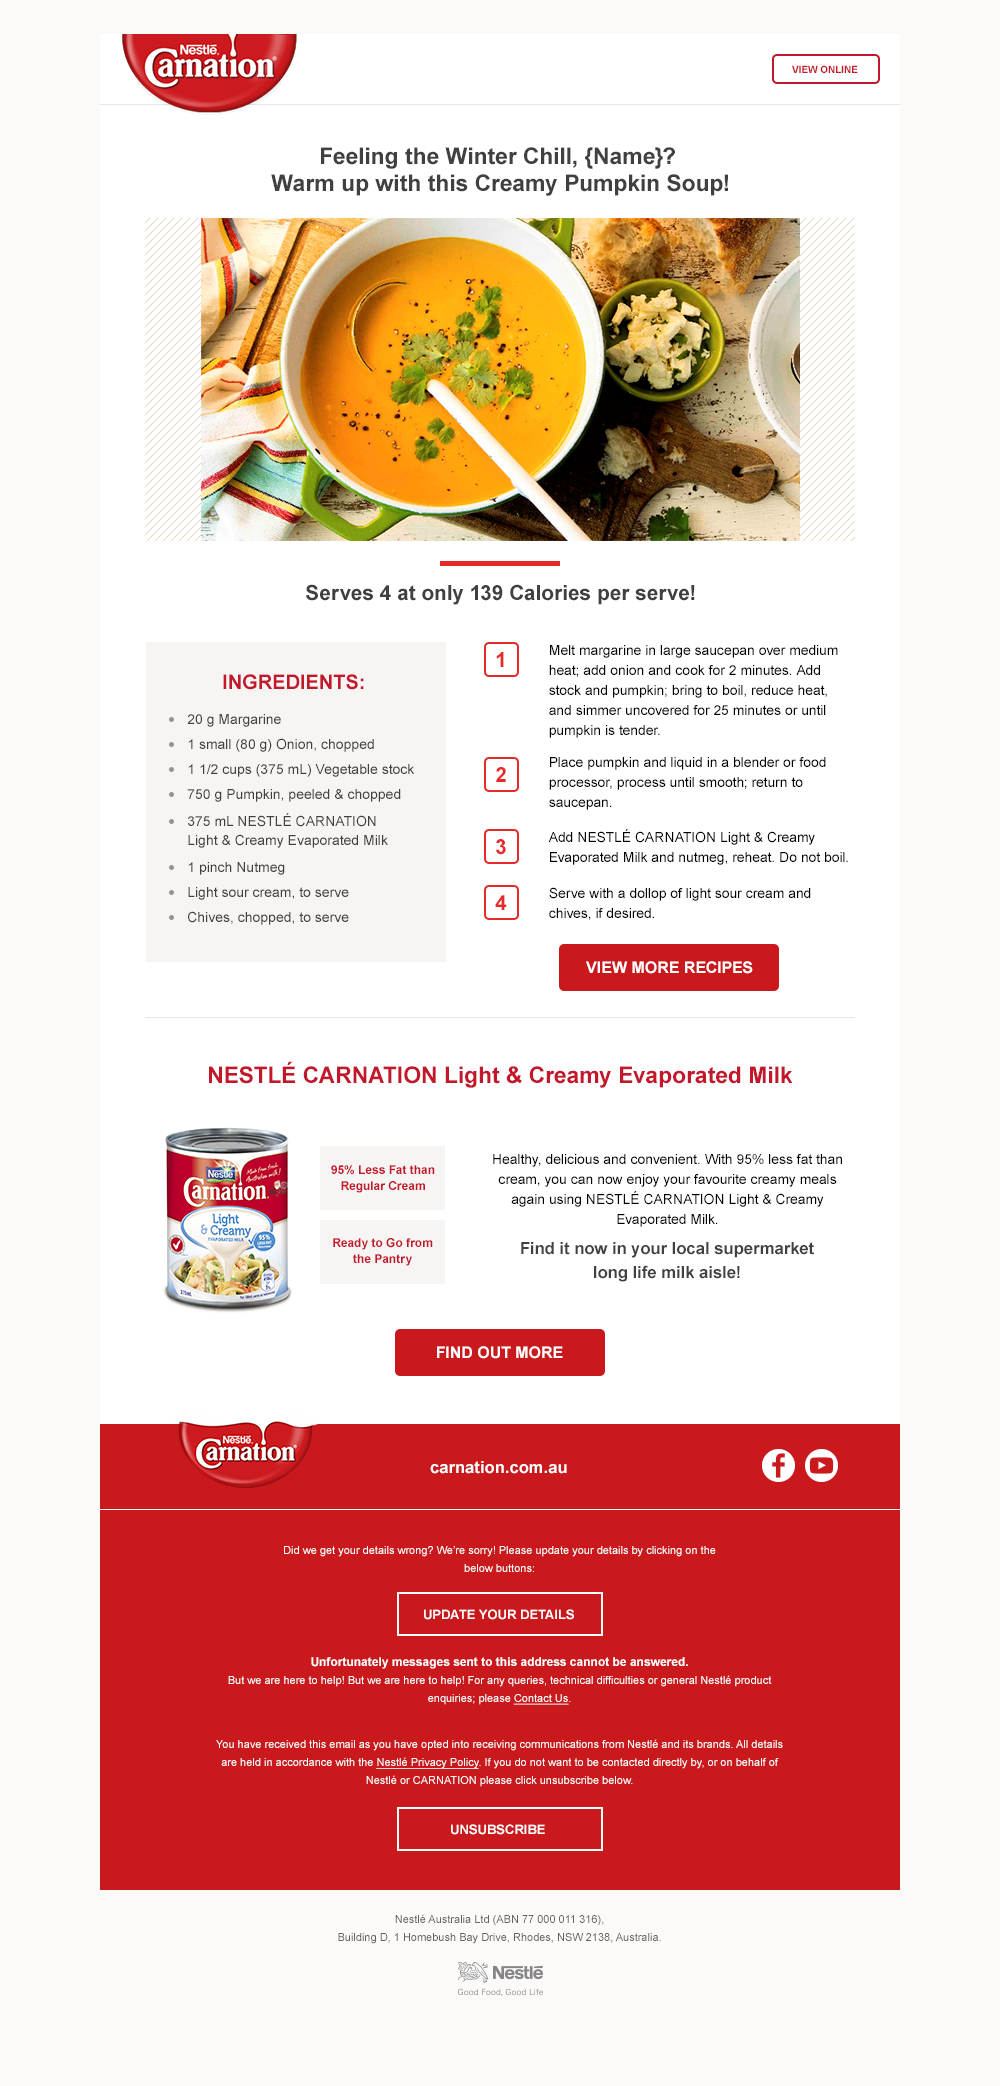 Nestlé.
Carnation
VIEW ONLINE
Feeling the Winter Chill, {Name}?
Warm up with this Creamy Pumpkin Soup!
Serves 4 at only 139 Calories per serve!
INGREDIENTS:
• 20 g Margarine
• 1 small (80 g) Onion, chopped
• 1 1/2 cups (375 mL) Vegetable stock
• 750 g Pumpkin, peeled & chopped
• 375 mL NESTLÉ CARNATION
Light & Creamy Evaporated Milk
• 1 pinch Nutmeg
• Light sour cream, to serve
• Chives, chopped, to serve
1
Melt margarine in large saucepan over medium
heat; add onion and cook for 2 minutes. Add
stock and pumpkin; bring to boil, reduce heat,
and simmer uncovered for 25 minutes or until
pumpkin is tender.
2
Place pumpkin and liquid in a blender or food
processor, process until smooth; return to
saucepan.
3
Add NESTLÉ CARNATION Light & Creamy
Evaporated Milk and nutmeg, reheat. Do not boil.
4
Serve with a dollop of light sour cream and
chives, if desired.
VIEW MORE RECIPES
NESTLÉ CARNATION Light & Creamy Evaporated Milk
Nestlé
Made from fresh
Australian milk!
Carnation
Light
& Creamy
EVAPORATED MILK
95%
375mL
95% Less Fat than
Regular Cream
Ready to Go from
the Pantry
Healthy, delicious and convenient. With 95% less fat than
cream, you can now enjoy your favourite creamy meals
again using NESTLÉ CARNATION Light & Creamy
Evaporated Milk.
Find it now in your local supermarket
long life milk aisle!
FIND OUT MORE
Nestlé.
Carnation
carnation.com.au
Did we get your details wrong? We're sorry! Please update your details by clicking on the
below buttons:
UPDATE YOUR DETAILS
Unfortunately messages sent to this address cannot be answered.
But we are here to help! But we are here to help! For any queries, technical difficulties or general Nestlé product
enquiries; please Contact Us.
You have received this email as you have opted into receiving communications from Nestlé and its brands. All details
are held in accordance with the Nestlé Privacy Policy. If you do not want to be contacted directly by, or on behalf of
Nestlé or CARNATION please click unsubscribe below.
UNSUBSCRIBE
Nestlé Australia Ltd (ABN 77 000 011 316),
Building D, 1 Homebush Bay Drive, Rhodes, NSW 2138, Australia.
Nestlé
Good Food, Good Life